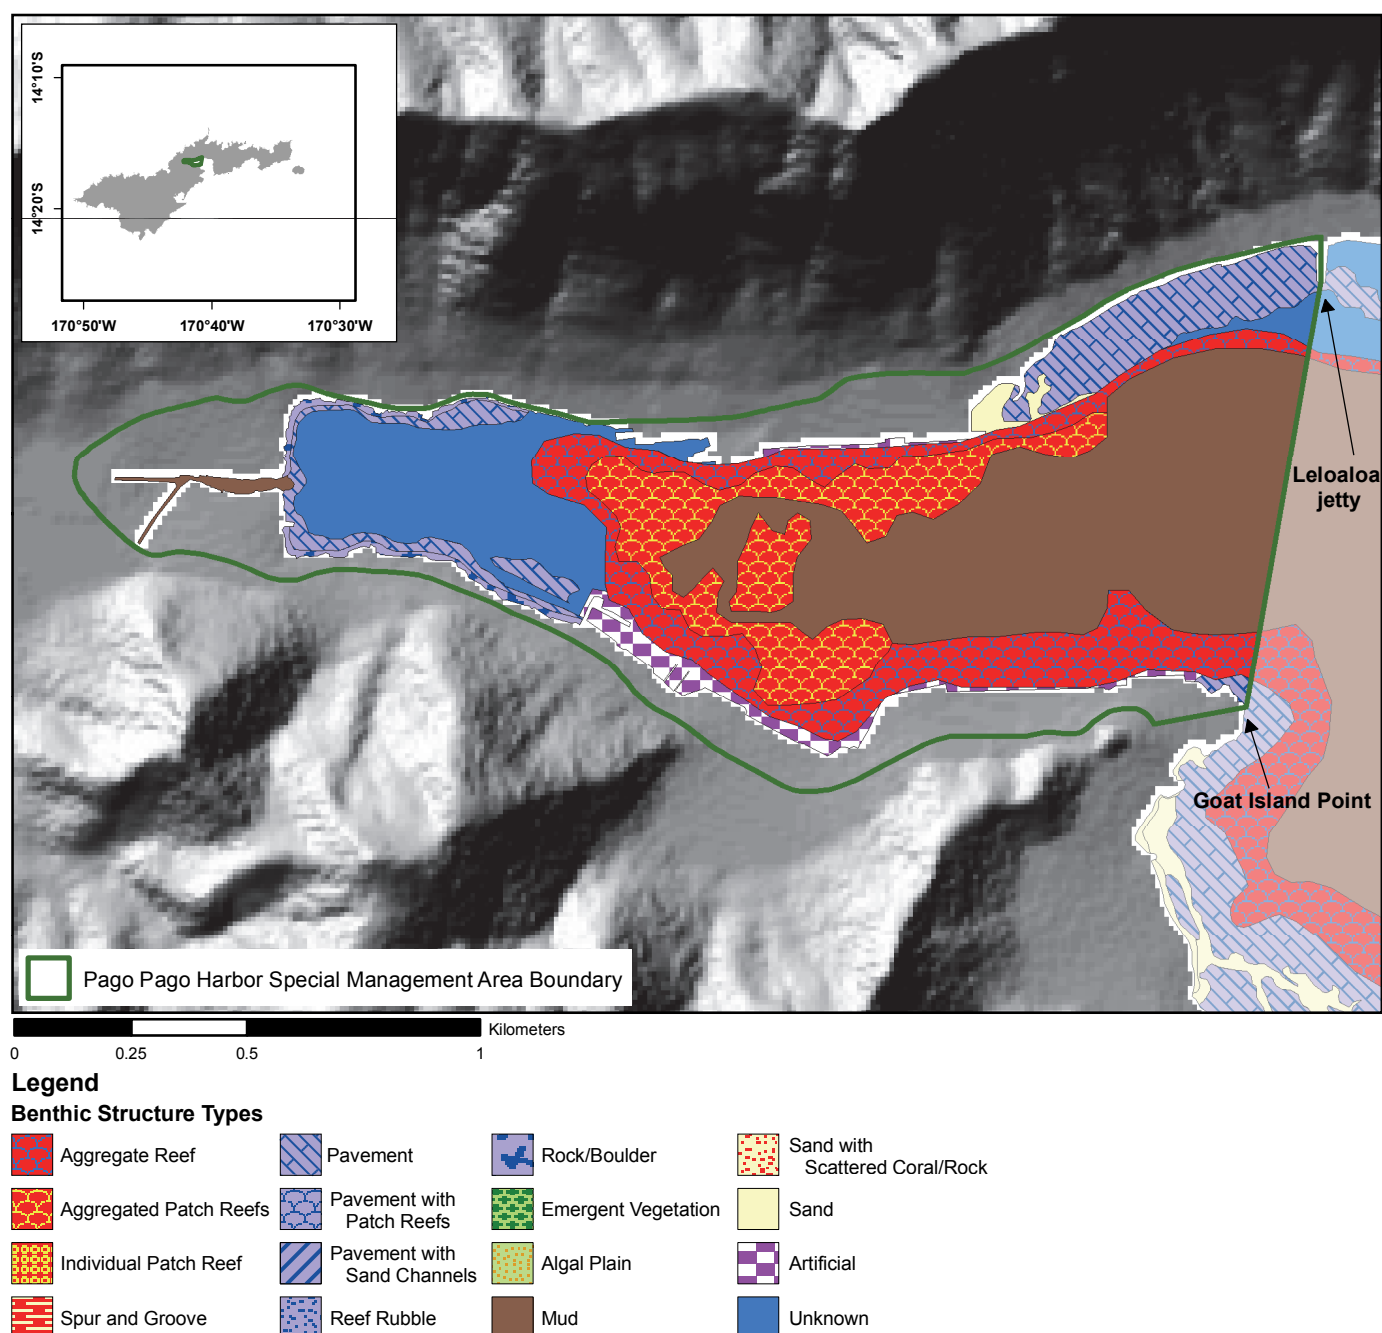 14°10'S
14°20'S
170°50'W
170°40'W
170°30'W
Leloaloa
jetty
Goat Island Point
Pago Pago Harbor Special Management Area Boundary
Kilometers
0
0.25
0.5
1
Legend
Benthic Structure Types
Aggregate Reef
Aggregated Patch Reefs
Individual Patch Reef
Spur and Groove
Pavement
Pavement with
Patch Reefs
Pavement with
Sand Channels
Reef Rubble
Rock/Boulder
Emergent Vegetation
Algal Plain
Mud
Sand with
Scattered Coral/Rock
Sand
Artificial
Unknown